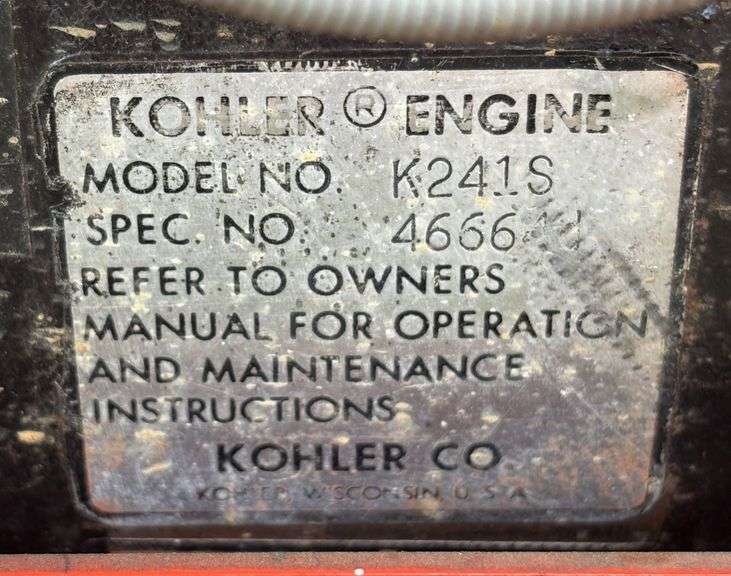 KOHLER ® ENGINE
MODEL NO. K241S
SPEC. NO.
REFER TO OWNERS
MANUAL FOR OPERATION
AND MAINTENANCE
INSTRUCTIONS
KOHLER CO.
KOHLER, WISCONSIN U.S.A.